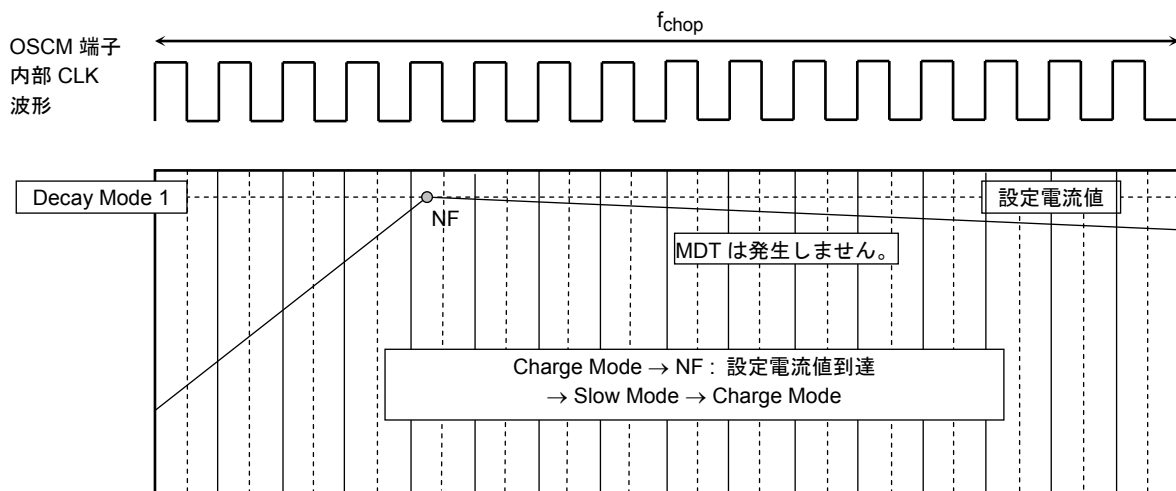 f_chop
OSCM 端子
内部 CLK
波形
Decay Mode 1
NF
設定電流値
MDT は発生しません。
Charge Mode → NF : 設定電流値到達
→ Slow Mode → Charge Mode